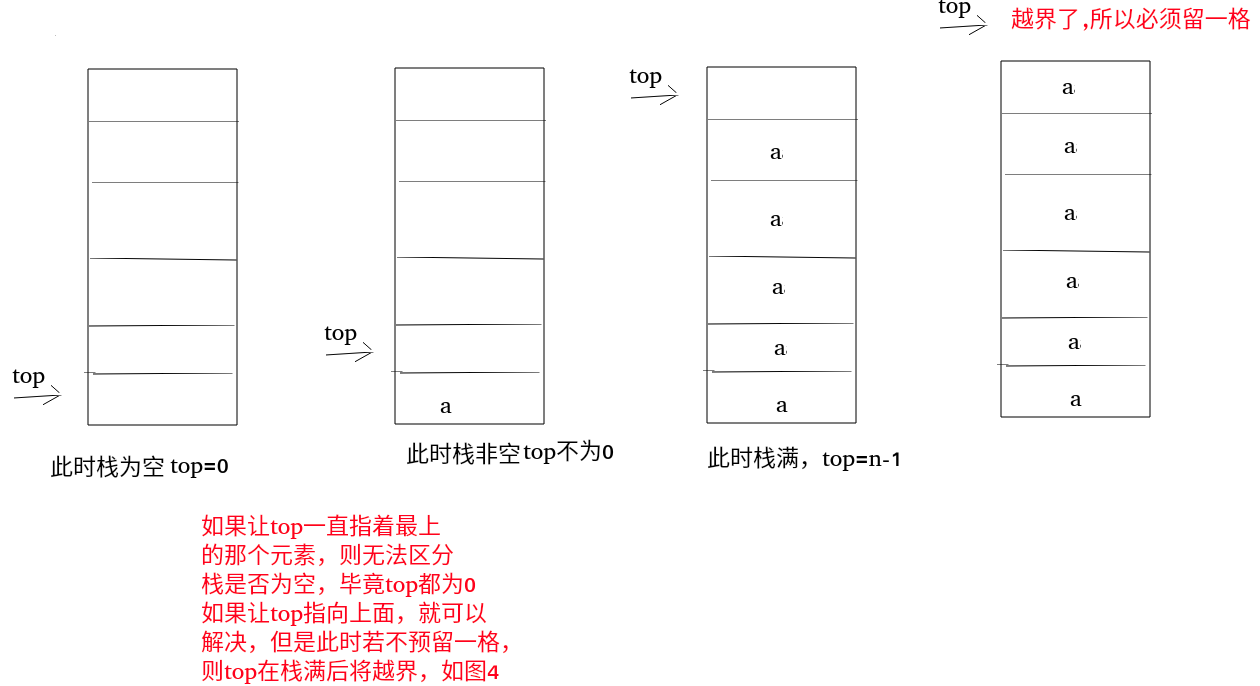 top
越界了,所以必须留一格
top
a
a
a
a
a
a
a
a
a
a
top
a
top
a
此时栈为空 top=0
此时栈非空top不为0
此时栈满，top=n-1
如果让top一直指着最上
的那个元素，则无法区分
栈是否为空，毕竟top都为0
如果让top指向上面，就可以
解决，但是此时若不预留一格，
则top在栈满后将越界，如图4